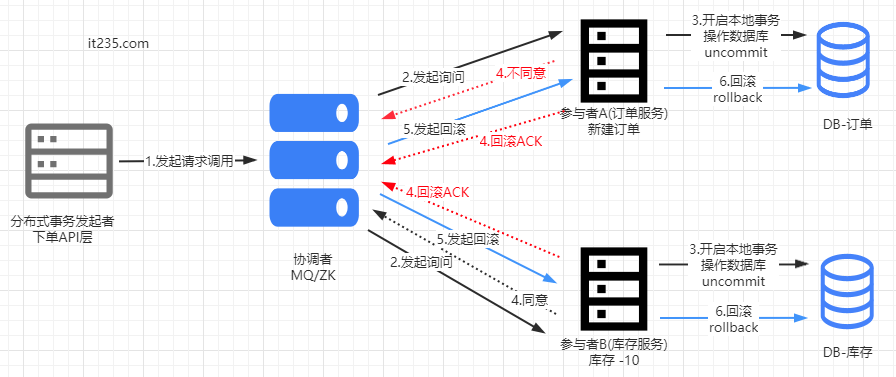 it235.com
分布式事务发起者
下单API层
1.发起请求调用
协调者
MQ/ZK
2.发起询问
4.不同意
5.发起回滚
4.回滚ACK
参与者A(订单服务)
新建订单
3.开启本地事务
操作数据库
uncommit
6.回滚
rollback
DB-订单
4.回滚ACK
5.发起回滚
2.发起询问
4.同意
参与者B(库存服务)
库存 -10
3.开启本地事务
操作数据库
uncommit
6.回滚
rollback
DB-库存